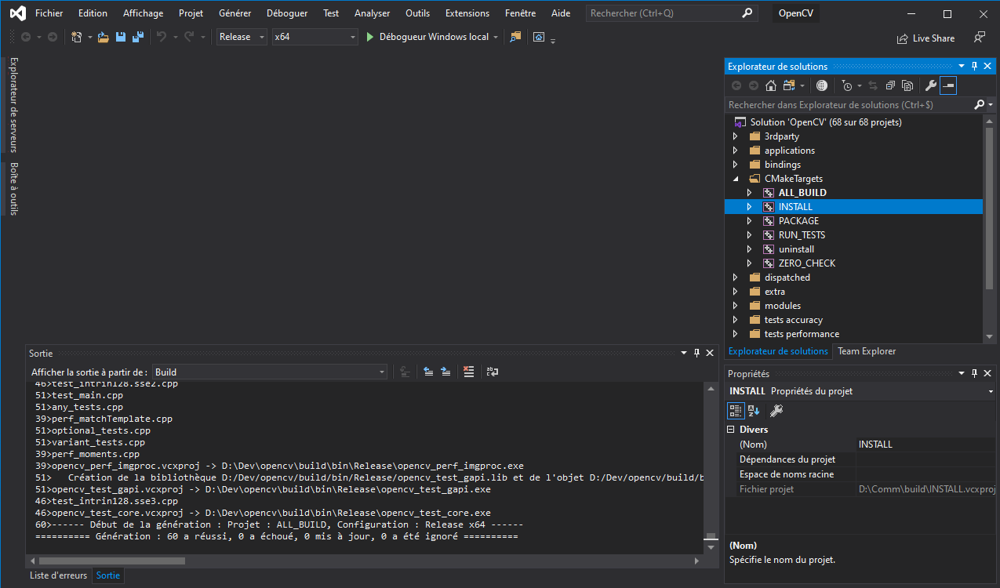 Fichier Edition Affichage Projet Générer Déboguer Test Analyser Outils Extensions Fenêtre Aide Rechercher (Ctrl+Q) OpenCV
Release x64 Débogueur Windows local Live Share
Explorateur de serveurs
Boîte à outils
Explorateur de solutions
Rechercher dans Explorateur de solutions (Ctrl+$)
Solution 'OpenCV' (68 sur 68 projets)
3rdparty
applications
bindings
CMakeTargets
ALL_BUILD
INSTALL
PACKAGE
RUN_TESTS
uninstall
ZERO_CHECK
dispatched
extra
modules
tests accuracy
tests performance
Explorateur de solutions Team Explorer
Sortie
Afficher la sortie à partir de : Build
46>test_intrin128.sse2.cpp
51>test_main.cpp
51>any_tests.cpp
39>perf_matchTemplate.cpp
51>optional_tests.cpp
51>variant_tests.cpp
39>perf_moments.cpp
39>opencv_perf_imgproc.vcxproj -> D:\Dev\opencv\build\bin\Release\opencv_perf_imgproc.exe
51> Création de la bibliothèque D:/Dev/opencv/build/bin/Release/opencv_test_gapi.lib et de l'objet D:/Dev/opencv/build/b
51>opencv_test_gapi.vcxproj -> D:\Dev\opencv\build\bin\Release\opencv_test_gapi.exe
46>test_intrin128.sse3.cpp
46>opencv_test_core.vcxproj -> D:\Dev\opencv\build\bin\Release\opencv_test_core.exe
60>------ Début de la génération : Projet : ALL_BUILD, Configuration : Release x64 ------
========== Génération : 60 a réussi, 0 a échoué, 0 mis à jour, 0 a été ignoré ==========
Liste d'erreurs Sortie
Propriétés
INSTALL Propriétés du projet
Divers
(Nom) INSTALL
Dépendances du projet
Espace de noms racine
Fichier projet D:\Comm\build\INSTALL.vcxproj
(Nom)
Spécifie le nom du projet.